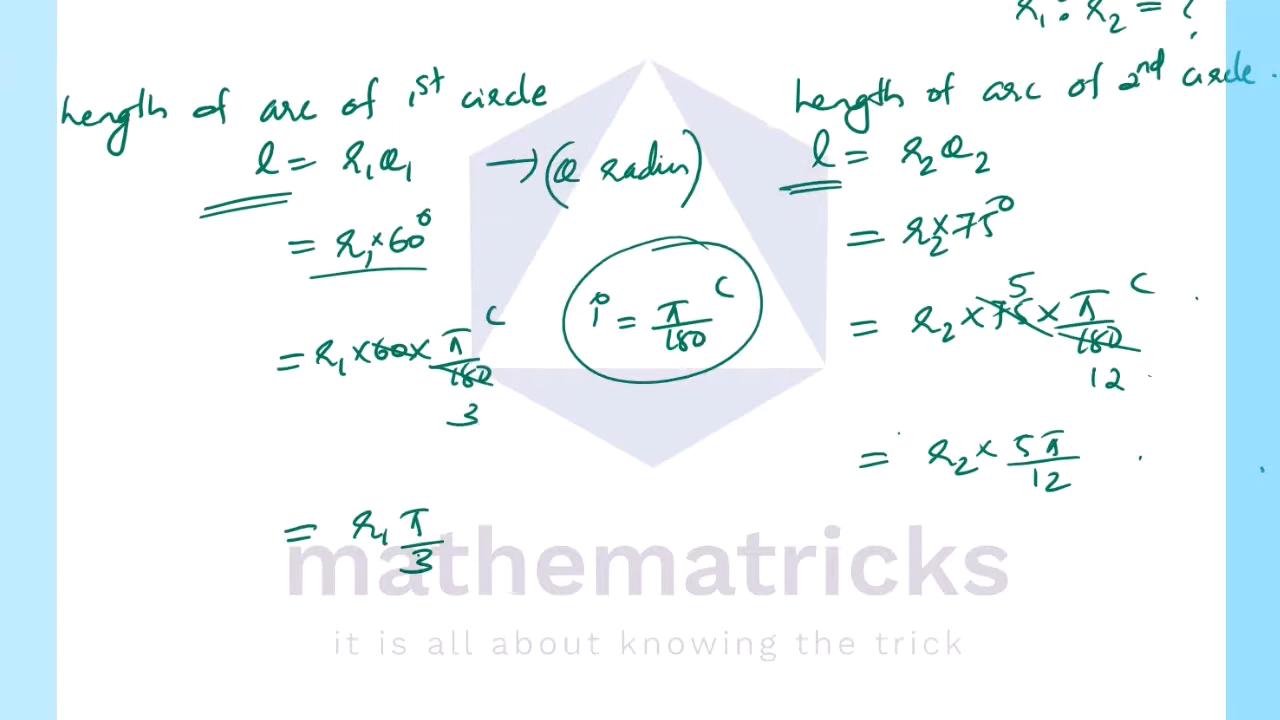 r₁ : r₂ = ?
Length of arc of 1st circle
l = r₁θ₁ → (θ radian)
= r₁ × 60°
= r₁ × 60 × π/180 ᶜ
3
= r₁ π/3
1° = π/180 ᶜ
Length of arc of 2nd circle.
l = r₂θ₂
= r₂ × 75°
= r₂ × 75 × π/180 ᶜ
5
12
= r₂ × 5π/12
mathematricks
it is all about knowing the trick